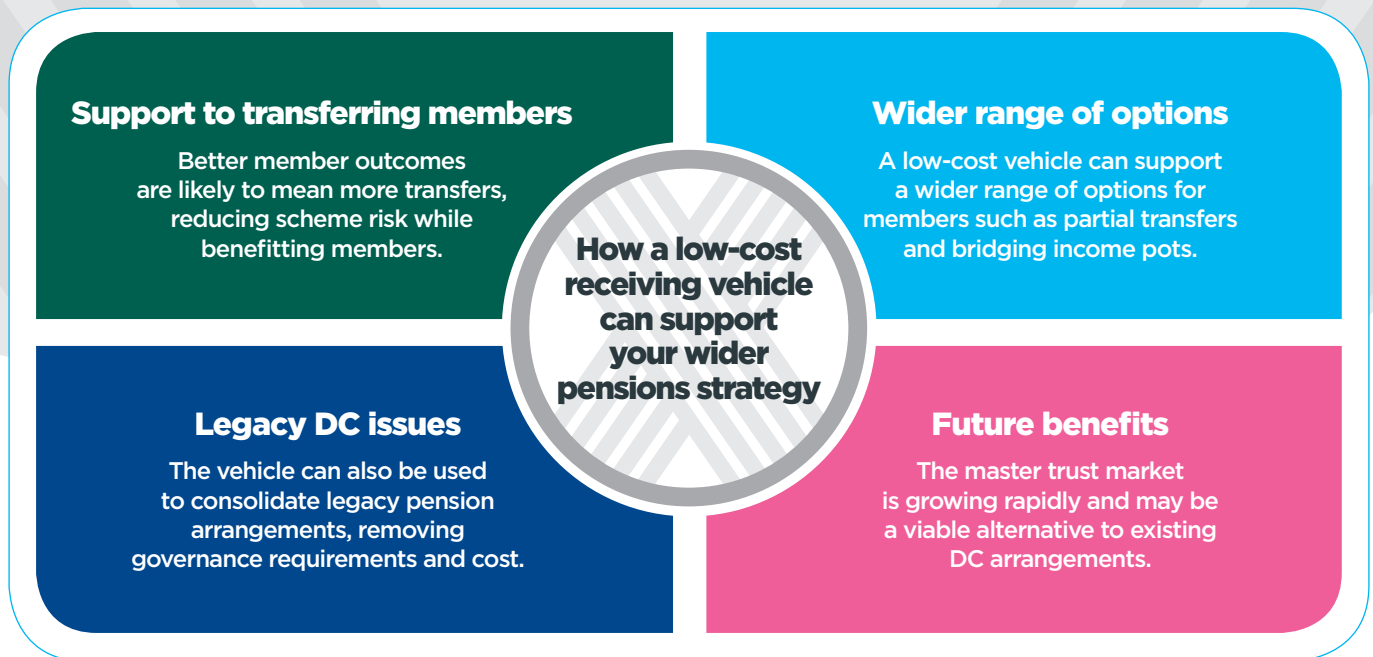 Support to transferring members
Better member outcomes
are likely to mean more transfers,
reducing scheme risk while
benefitting members.
Wider range of options
A low-cost vehicle can support
a wider range of options for
members such as partial transfers
and bridging income pots.
How a low-cost
receiving vehicle
can support
your wider
pensions strategy
Legacy DC issues
The vehicle can also be used
to consolidate legacy pension
arrangements, removing
governance requirements and cost.
Future benefits
The master trust market
is growing rapidly and may be
a viable alternative to existing
DC arrangements.